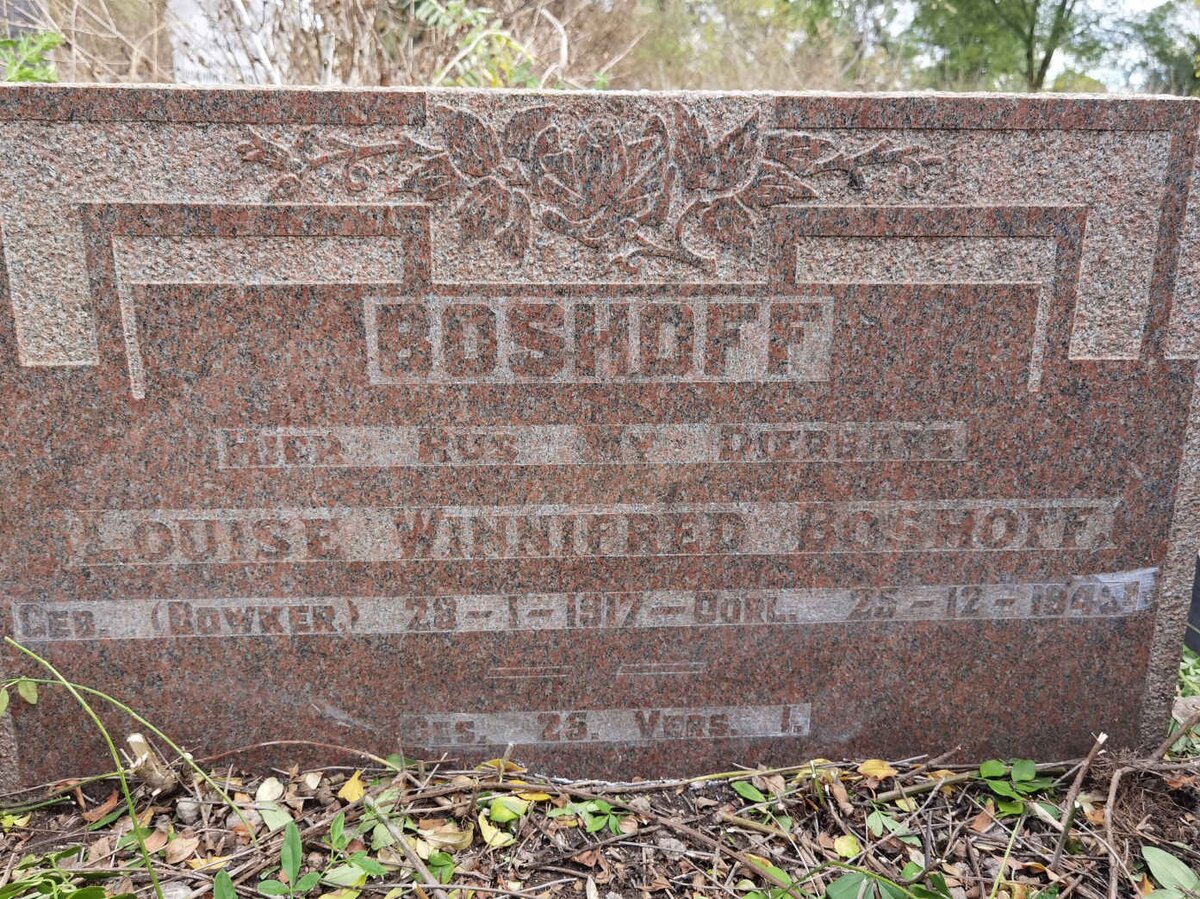 BOSHOFF
HIER RUS MY DIERBARE
LOUISE WINNIFRED BOSHOFF
GEB. (BOWKER) 28-1-1917-OORL. 25-12-
JES. 25. VERS. 1.